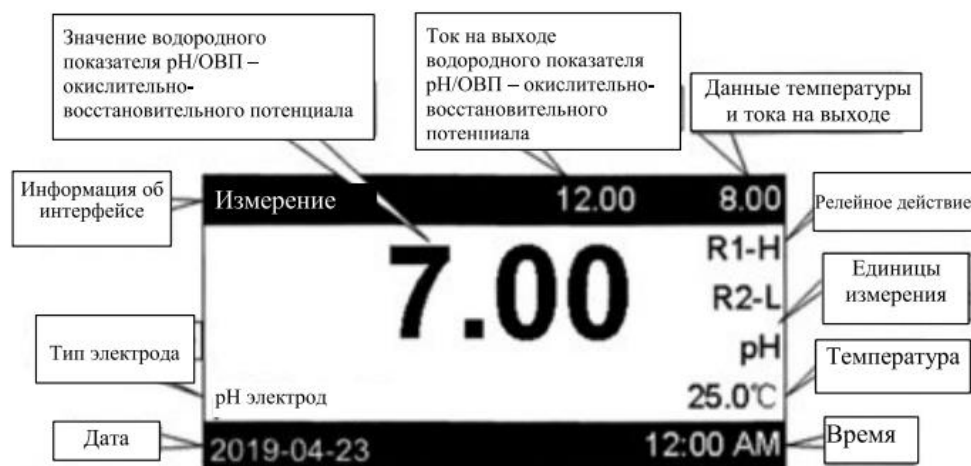 Значение водородного
показателя pH/ОВП –
окислительно-
восстановительного потенциала
Ток на выходе
водородного показателя
pH/ОВП – окислительно-
восстановительного
потенциала
Данные температуры
и тока на выходе
Информация об
интерфейсе
Измерение 12.00 8.00
Релейное действие
7.00
R1-H
R2-L
Единицы
измерения
pH
Тип электрода
Температура
pH электрод
25.0℃
Дата
2019-04-23
12:00 AM
Время